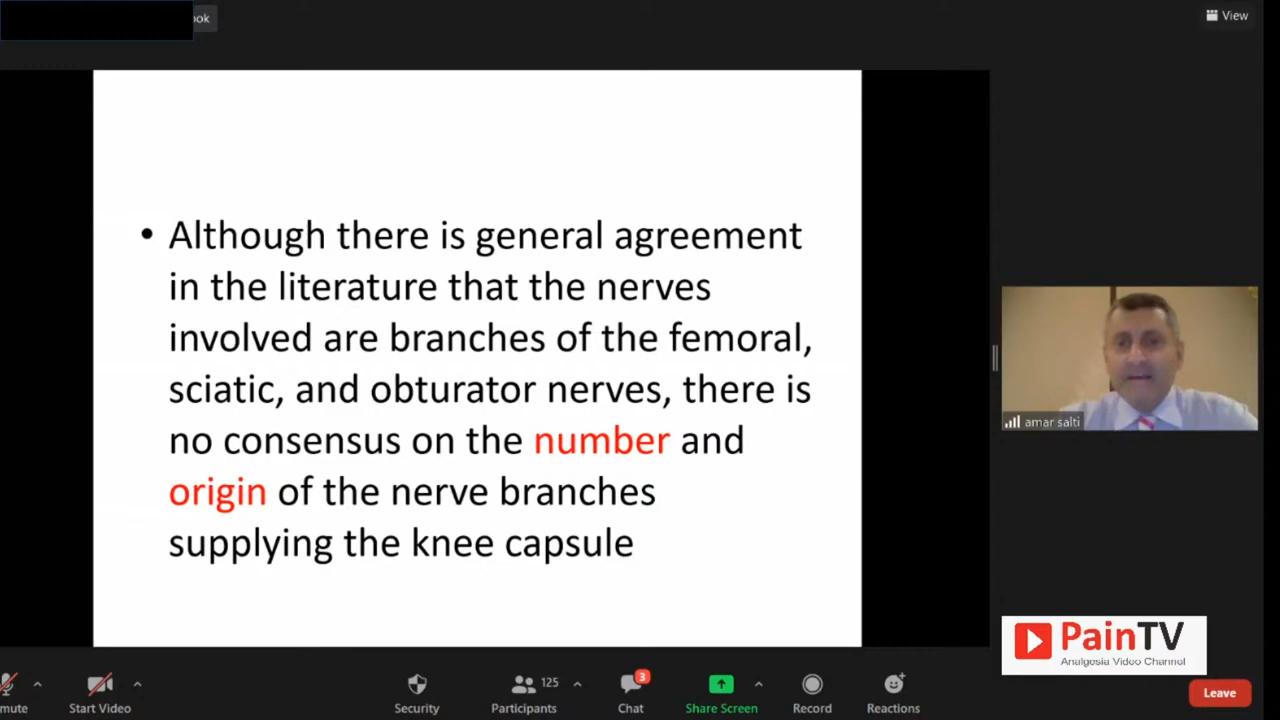 View
• Although there is general agreement
in the literature that the nerves
involved are branches of the femoral,
sciatic, and obturator nerves, there is
no consensus on the number and
origin of the nerve branches
supplying the knee capsule
amar salti
PainTV
Analgesia Video Channel
125
3
mute
Start Video
Security
Participants
Chat
Share Screen
Record
Reactions
Leave